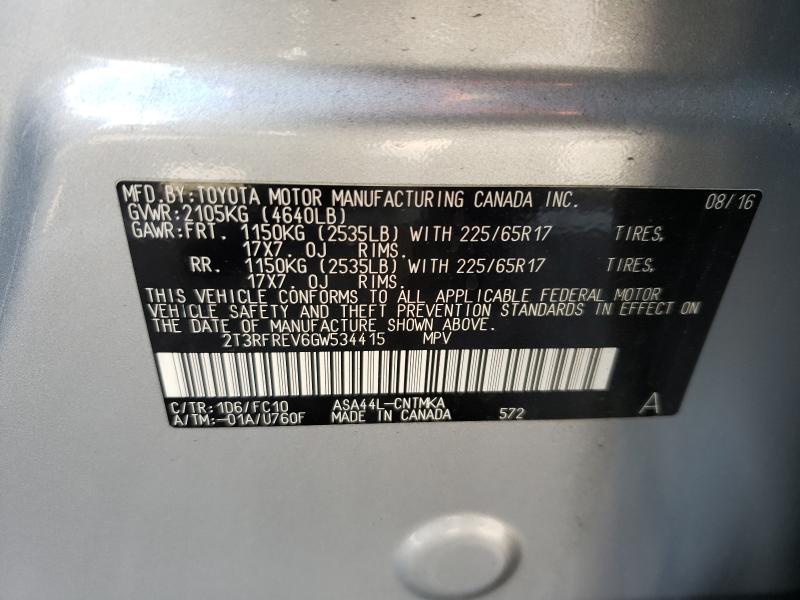 MFD.BY:TOYOTA MOTOR MANUFACTURING CANADA INC. 08/16
GVWR:2105KG (4640LB)
GAWR:FRT. 1150KG (2535LB) WITH 225/65R17 TIRES,
17X7.0J RIMS.
RR. 1150KG (2535LB) WITH 225/65R17 TIRES,
17X7.0J RIMS.
THIS VEHICLE CONFORMS TO ALL APPLICABLE FEDERAL MOTOR
VEHICLE SAFETY AND THEFT PREVENTION STANDARDS IN EFFECT ON
THE DATE OF MANUFACTURE SHOWN ABOVE.
2T3RFREV6GW534415 MPV
C/TR:1D6/FC10 ASA44L-CNTMKA
A/TM:-01A/U760F MADE IN CANADA 572 A